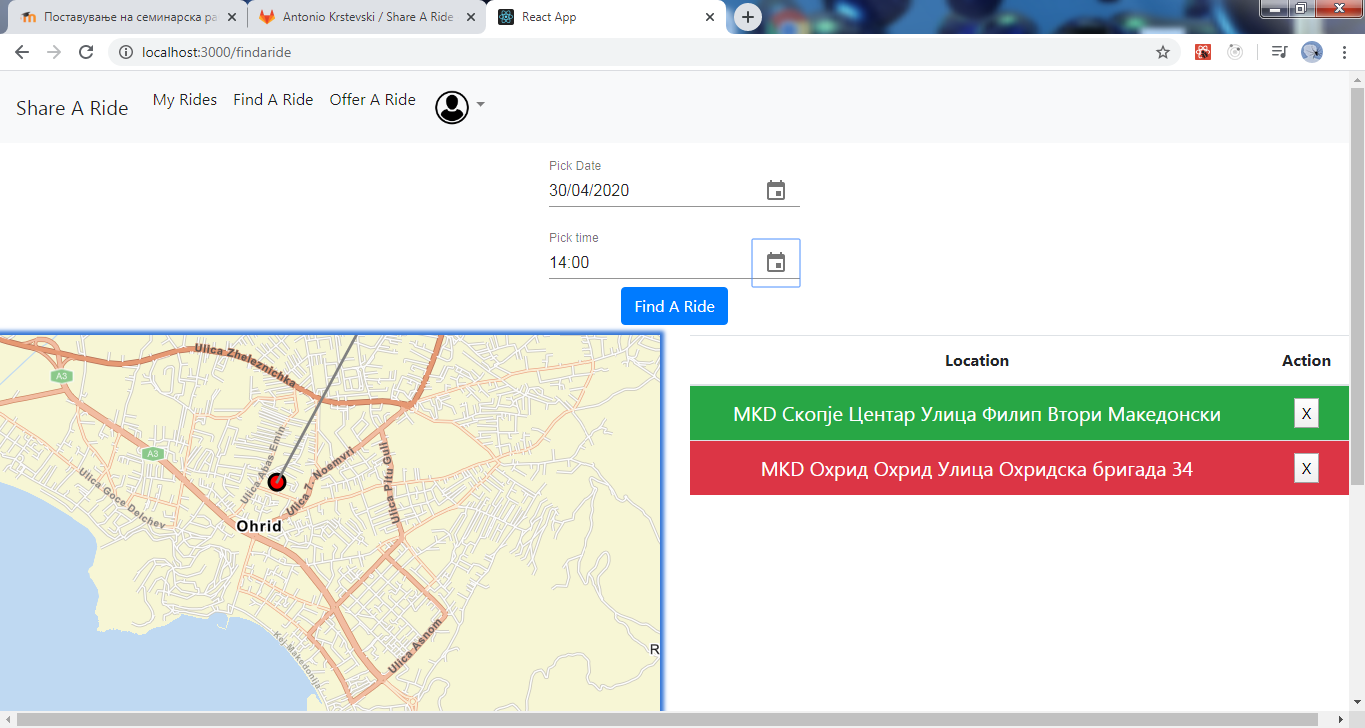 Поставување на семинарска ра
Antonio Krstevski / Share A Ride
React App
localhost:3000/findaride
Share A Ride
My Rides
Find A Ride
Offer A Ride
Pick Date
30/04/2020
Pick time
14:00
Find A Ride
Location
Action
MKD Скопје Центар Улица Филип Втори Македонски
X
MKD Охрид Охрид Улица Охридска бригада 34
X
Ulica Zheleznichka
A3
A3
Ulica Abas Emin
Ulica 7. Noemvri
Ulica Pitu Guli
Ulica Goce Delchev
Ohrid
Kej Makedonija
Ulica Asnom
R